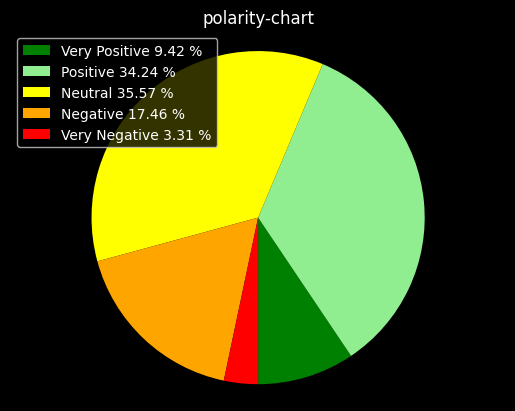 polarity-chart
Very Positive 9.42 %
Positive 34.24 %
Neutral 35.57 %
Negative 17.46 %
Very Negative 3.31 %